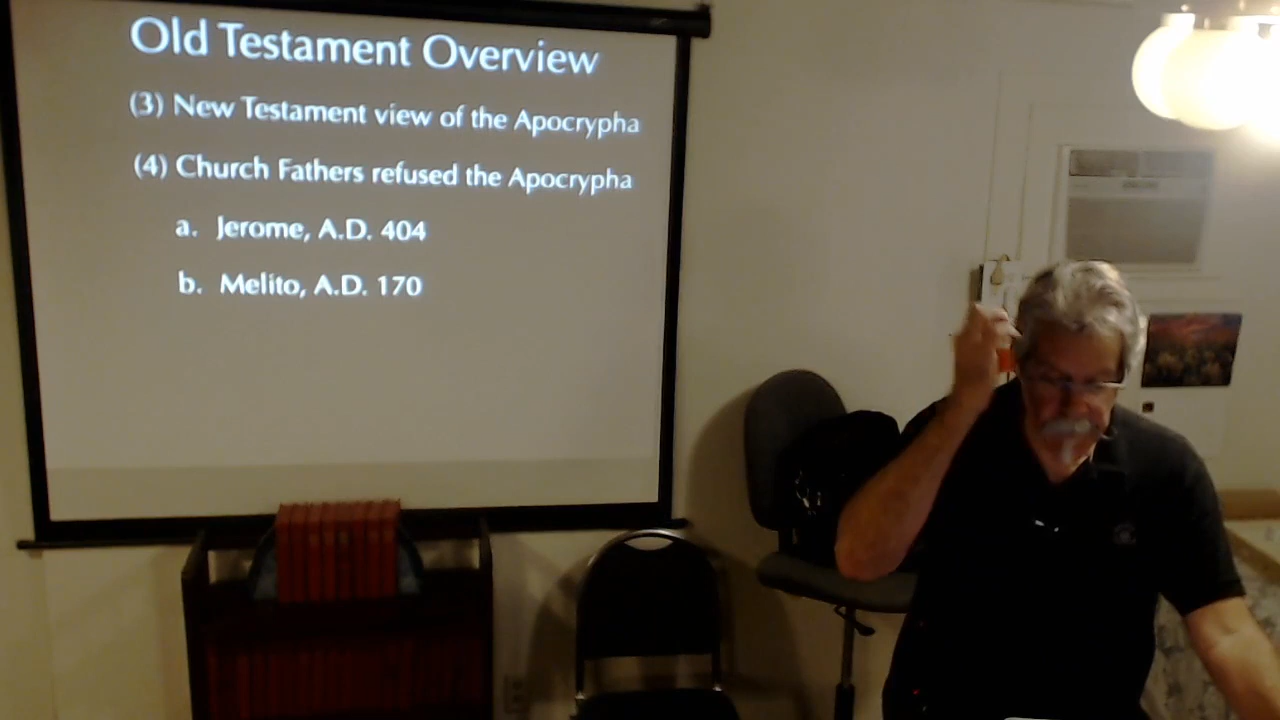 Old Testament Overview
(3) New Testament view of the Apocrypha
(4) Church Fathers refused the Apocrypha
a. Jerome, A.D. 404
b. Melito, A.D. 170